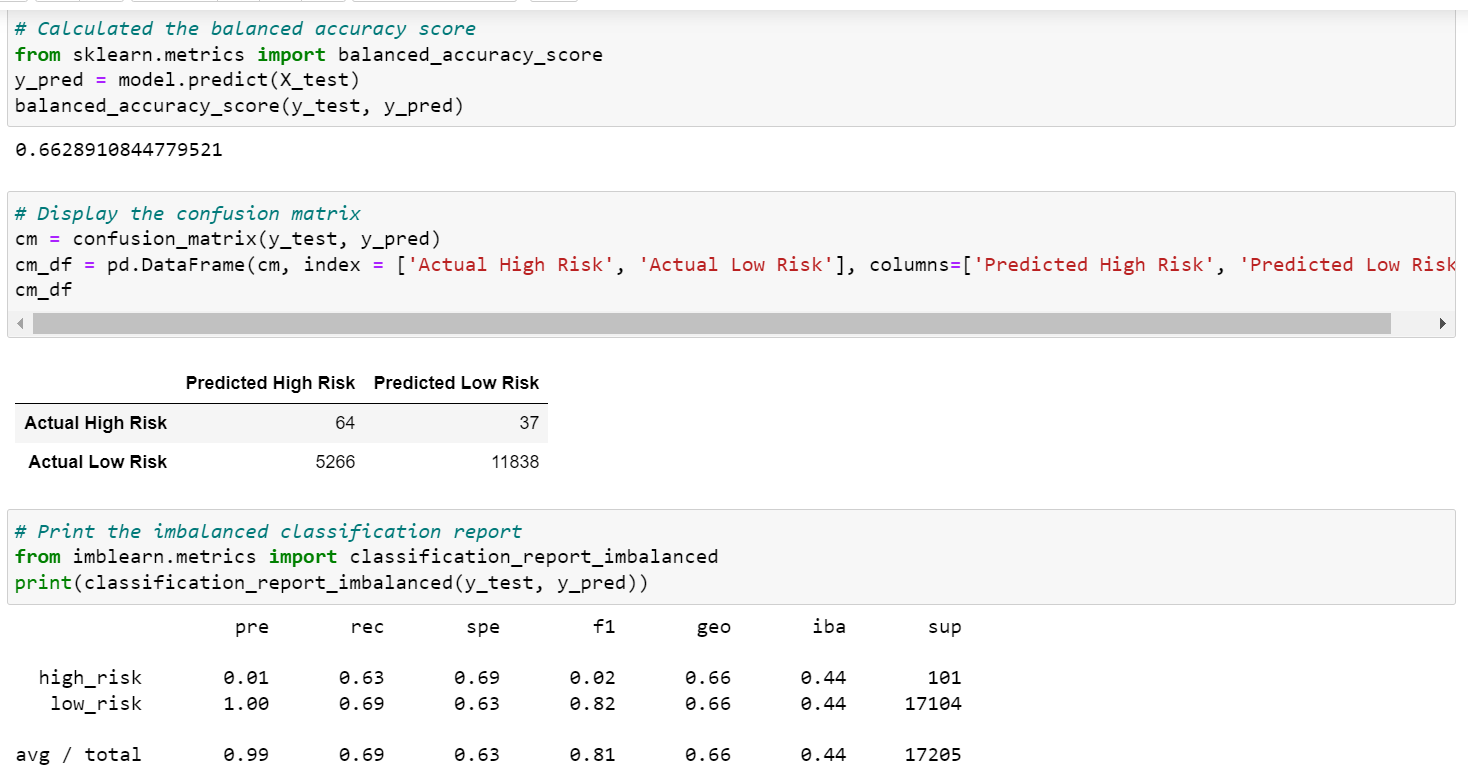 # Calculated the balanced accuracy score
from sklearn.metrics import balanced_accuracy_score
y_pred = model.predict(X_test)
balanced_accuracy_score(y_test, y_pred)
0.6628910844779521
# Display the confusion matrix
cm = confusion_matrix(y_test, y_pred)
cm_df = pd.DataFrame(cm, index = ['Actual High Risk', 'Actual Low Risk'], columns=['Predicted High Risk', 'Predicted Low Risk
cm_df
Predicted High Risk Predicted Low Risk
Actual High Risk 64 37
Actual Low Risk 5266 11838
# Print the imbalanced classification report
from imblearn.metrics import classification_report_imbalanced
print(classification_report_imbalanced(y_test, y_pred))
pre rec spe f1 geo iba sup
high_risk 0.01 0.63 0.69 0.02 0.66 0.44 101
low_risk 1.00 0.69 0.63 0.82 0.66 0.44 17104
avg / total 0.99 0.69 0.63 0.81 0.66 0.44 17205